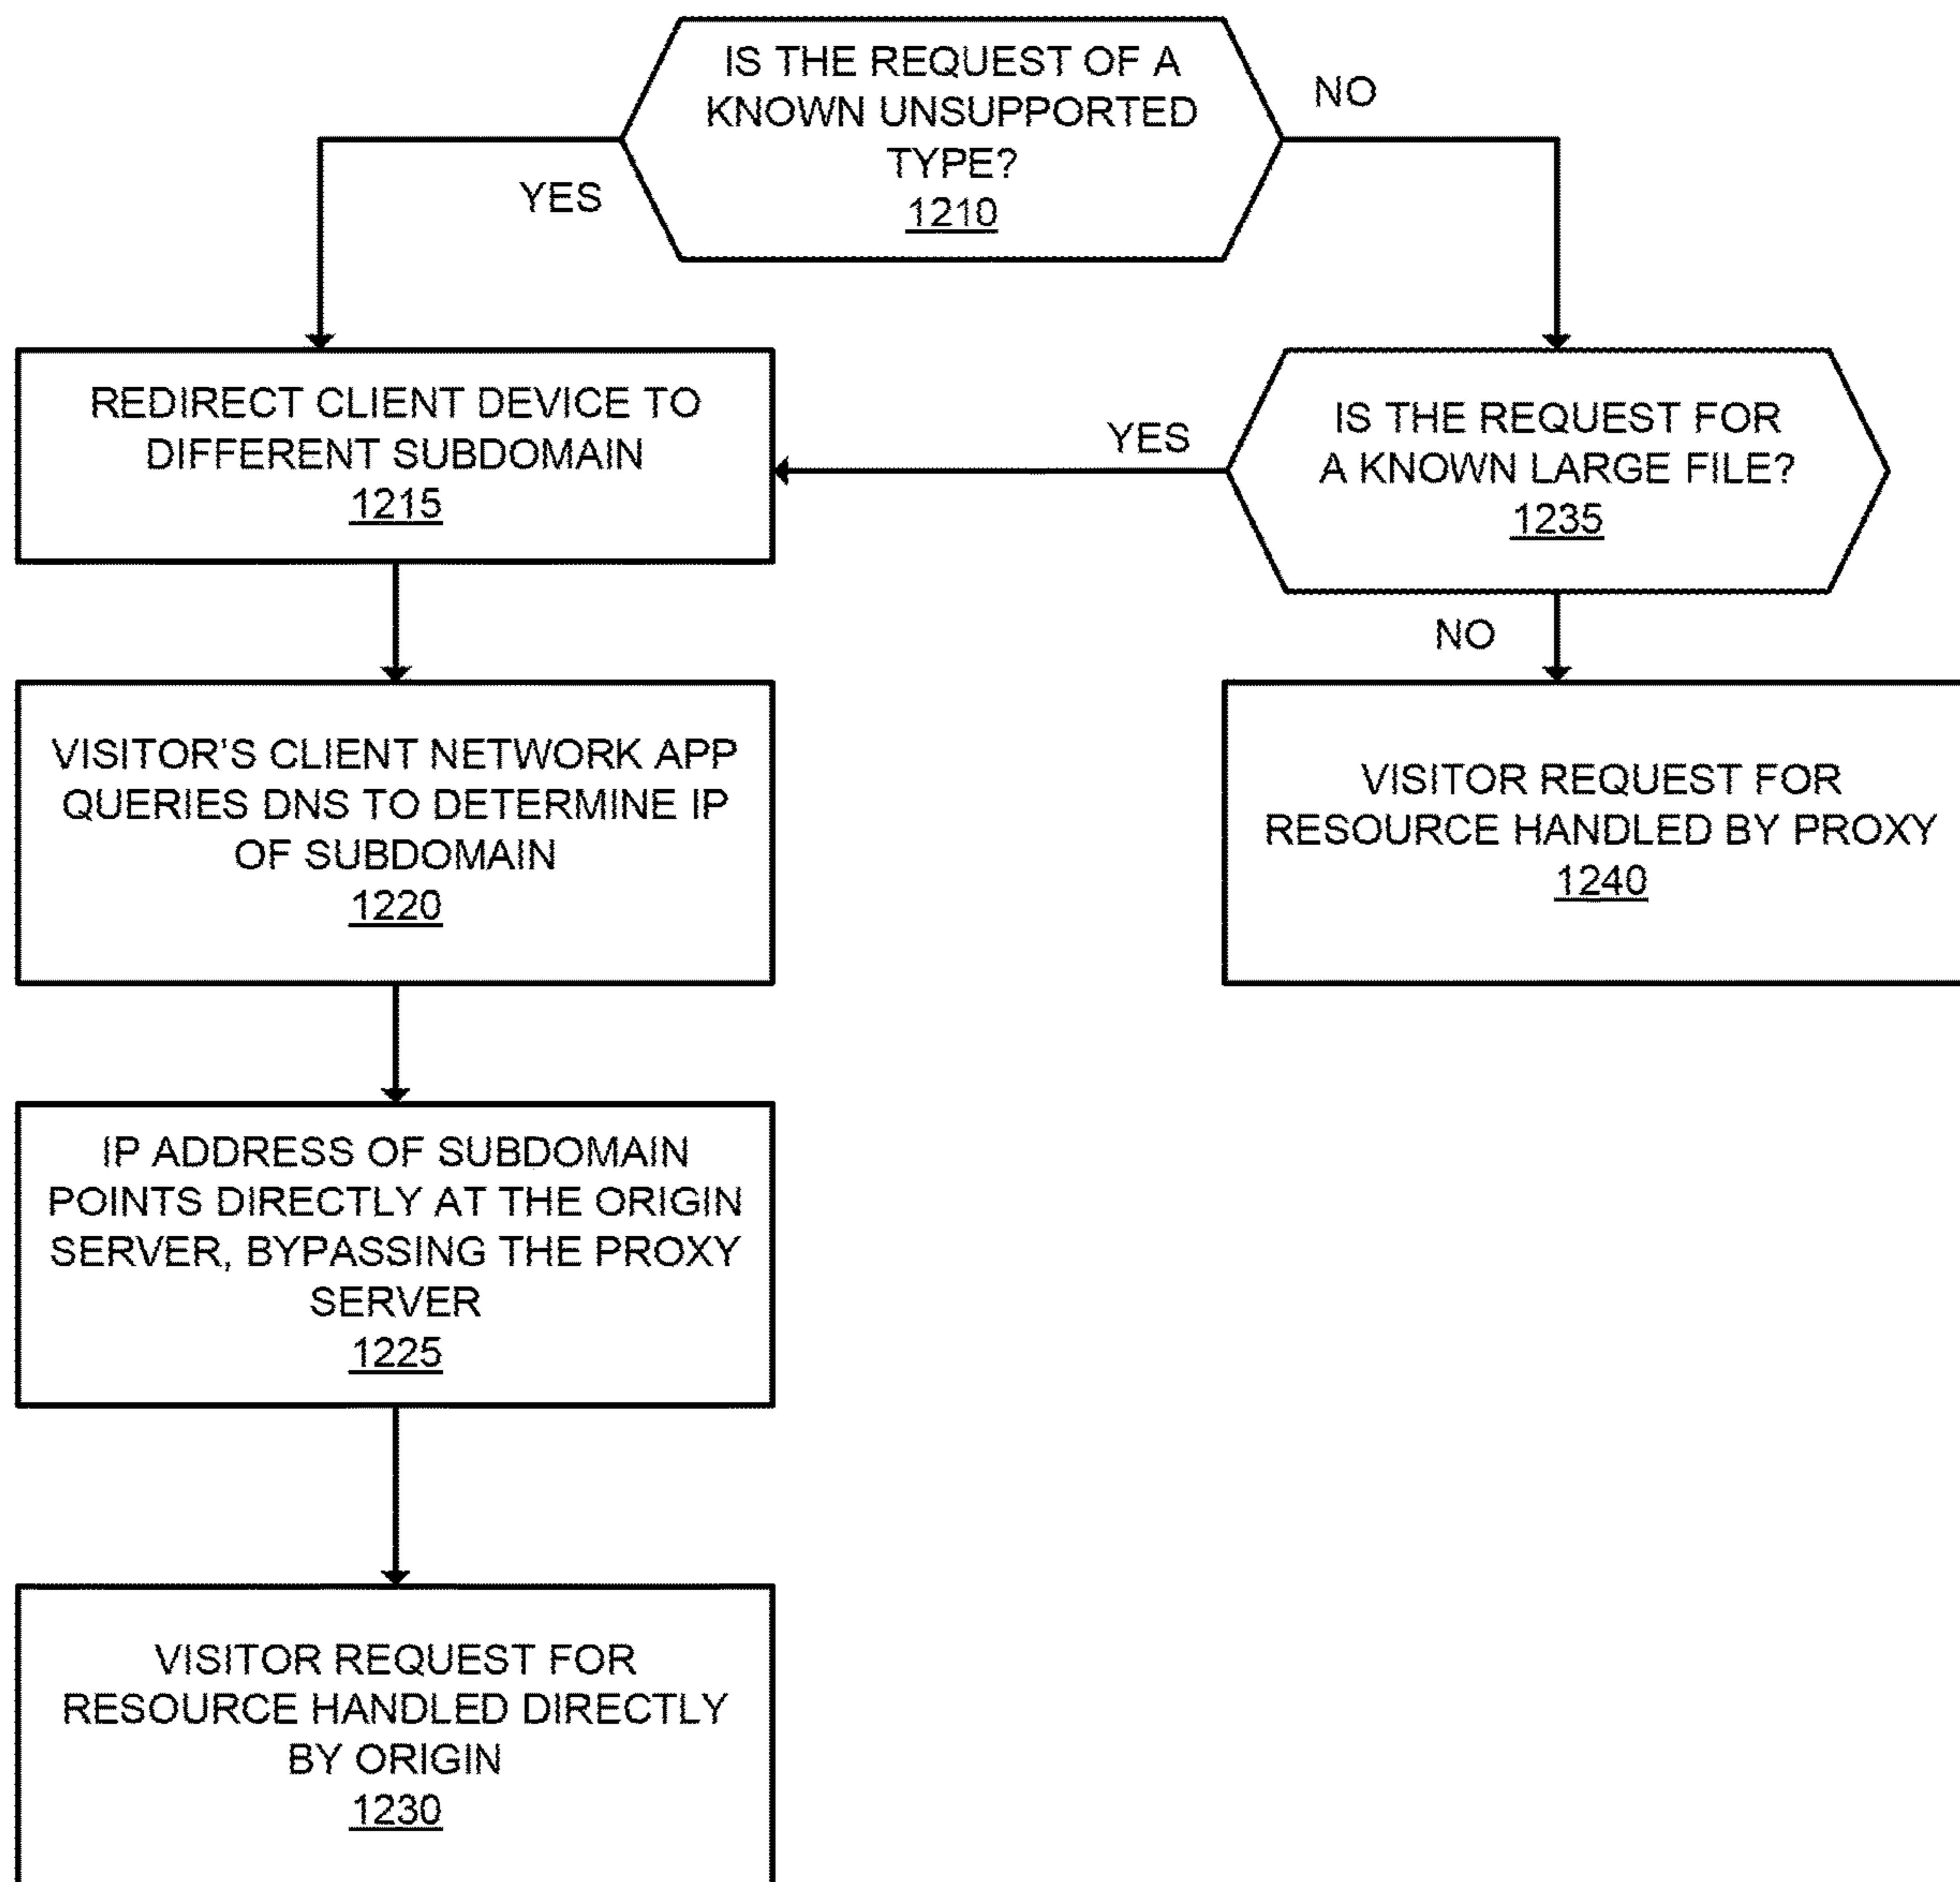 IS THE REQUEST OF A
KNOWN UNSUPPORTED
TYPE?
1210
NO
YES
REDIRECT CLIENT DEVICE TO
DIFFERENT SUBDOMAIN
1215
YES
IS THE REQUEST FOR
A KNOWN LARGE FILE?
1235
NO
VISITOR'S CLIENT NETWORK APP
QUERIES DNS TO DETERMINE IP
OF SUBDOMAIN
1220
VISITOR REQUEST FOR
RESOURCE HANDLED BY PROXY
1240
IP ADDRESS OF SUBDOMAIN
POINTS DIRECTLY AT THE ORIGIN
SERVER, BYPASSING THE PROXY
SERVER
1225
VISITOR REQUEST FOR
RESOURCE HANDLED DIRECTLY
BY ORIGIN
1230